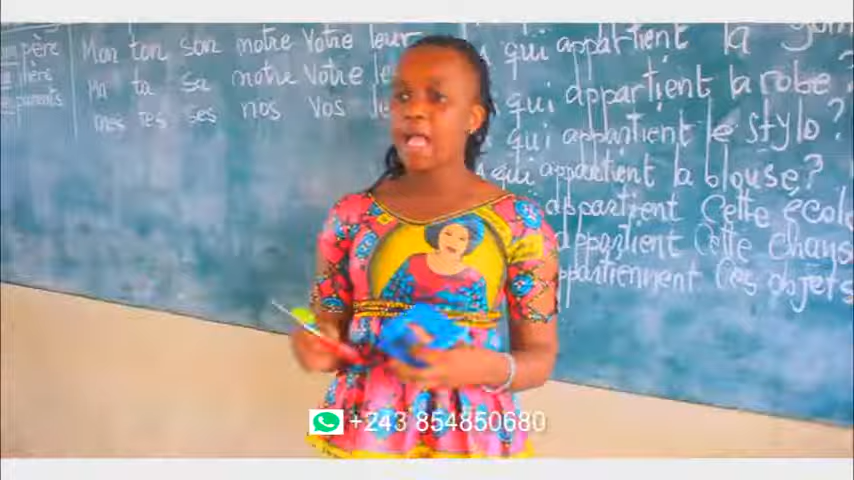 père Mon ton son notre Votre leur
Ma ta sa notre Votre
parents mes tes ses nos vos
qui appartient la
qui appartient la robe ?
qui appartient le stylo ?
qui appartient la blouse ?
appartient Cette école
appartient Cette
appartiennent Ces objets
+243 854850680